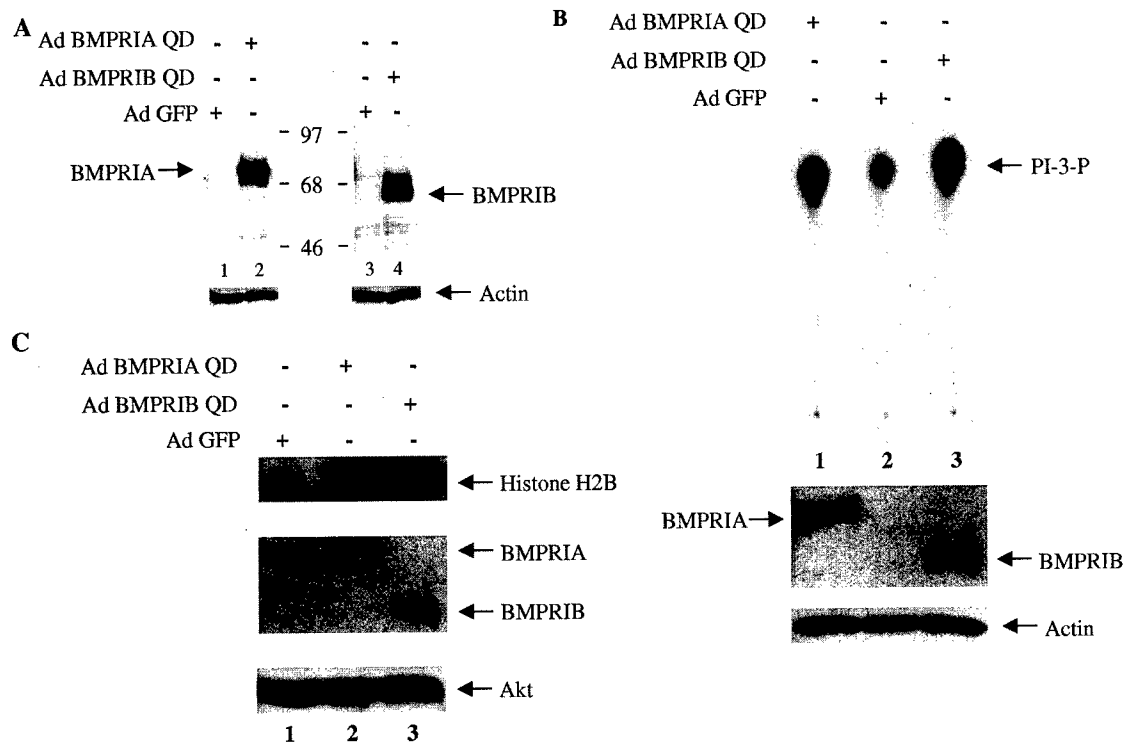 A
Ad BMPRIA QD - + - -
Ad BMPRIB QD - - - +
Ad GFP + - + -
- 97 -
BMPRIA
- 68 -
BMPRIB
- 46 -
1 2 3 4
Actin
B
Ad BMPRIA QD + - -
Ad BMPRIB QD - - +
Ad GFP - + -
PI-3-P
1 2 3
BMPRIA
BMPRIB
Actin
C
Ad BMPRIA QD - + -
Ad BMPRIB QD - - +
Ad GFP + - -
Histone H2B
BMPRIA
BMPRIB
Akt
1 2 3